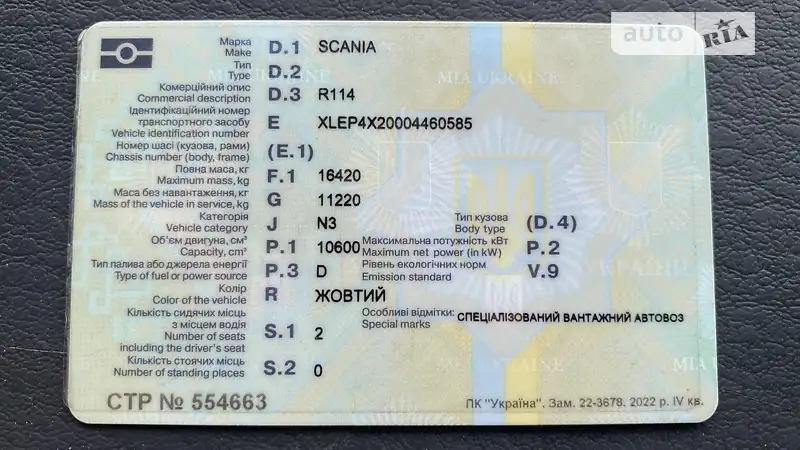 auto RIA
Марка
Make D.1 SCANIA
Тип
Type D.2
MIA UKRAINE
Комерційний опис
Commercial description D.3 R114
Ідентифікаційний номер
транспортного засобу
Vehicle identification number E XLEP4X20004460585
Номер шасі (кузова, рами)
Chassis number (body, frame) (E.1)
Повна маса, кг
Maximum mass, kg F.1 16420
Маса без навантаження, кг
Mass of the vehicle in service, kg G 11220
Категорія
Vehicle category J N3
Тип кузова
Body type (D.4)
Об'єм двигуна, см³
Capacity, cm³ P.1 10600
Максимальна потужність кВт
Maximum net power (in kW) P.2
Тип палива або джерела енергії
Type of fuel or power source P.3 D
Рівень екологічних норм
Emission standard V.9
Колір
Color of the vehicle R ЖОВТИЙ
Особливі відмітки:
Special marks СПЕЦІАЛІЗОВАНИЙ ВАНТАЖНИЙ АВТОВОЗ
Кількість сидячих місць
з місцем водія
Number of seats
including the driver's seat S.1 2
Кількість стоячих місць
Number of standing places S.2 0
СТР № 554663
ПК "Україна". Зам. 22-3678. 2022 р. IV кв.